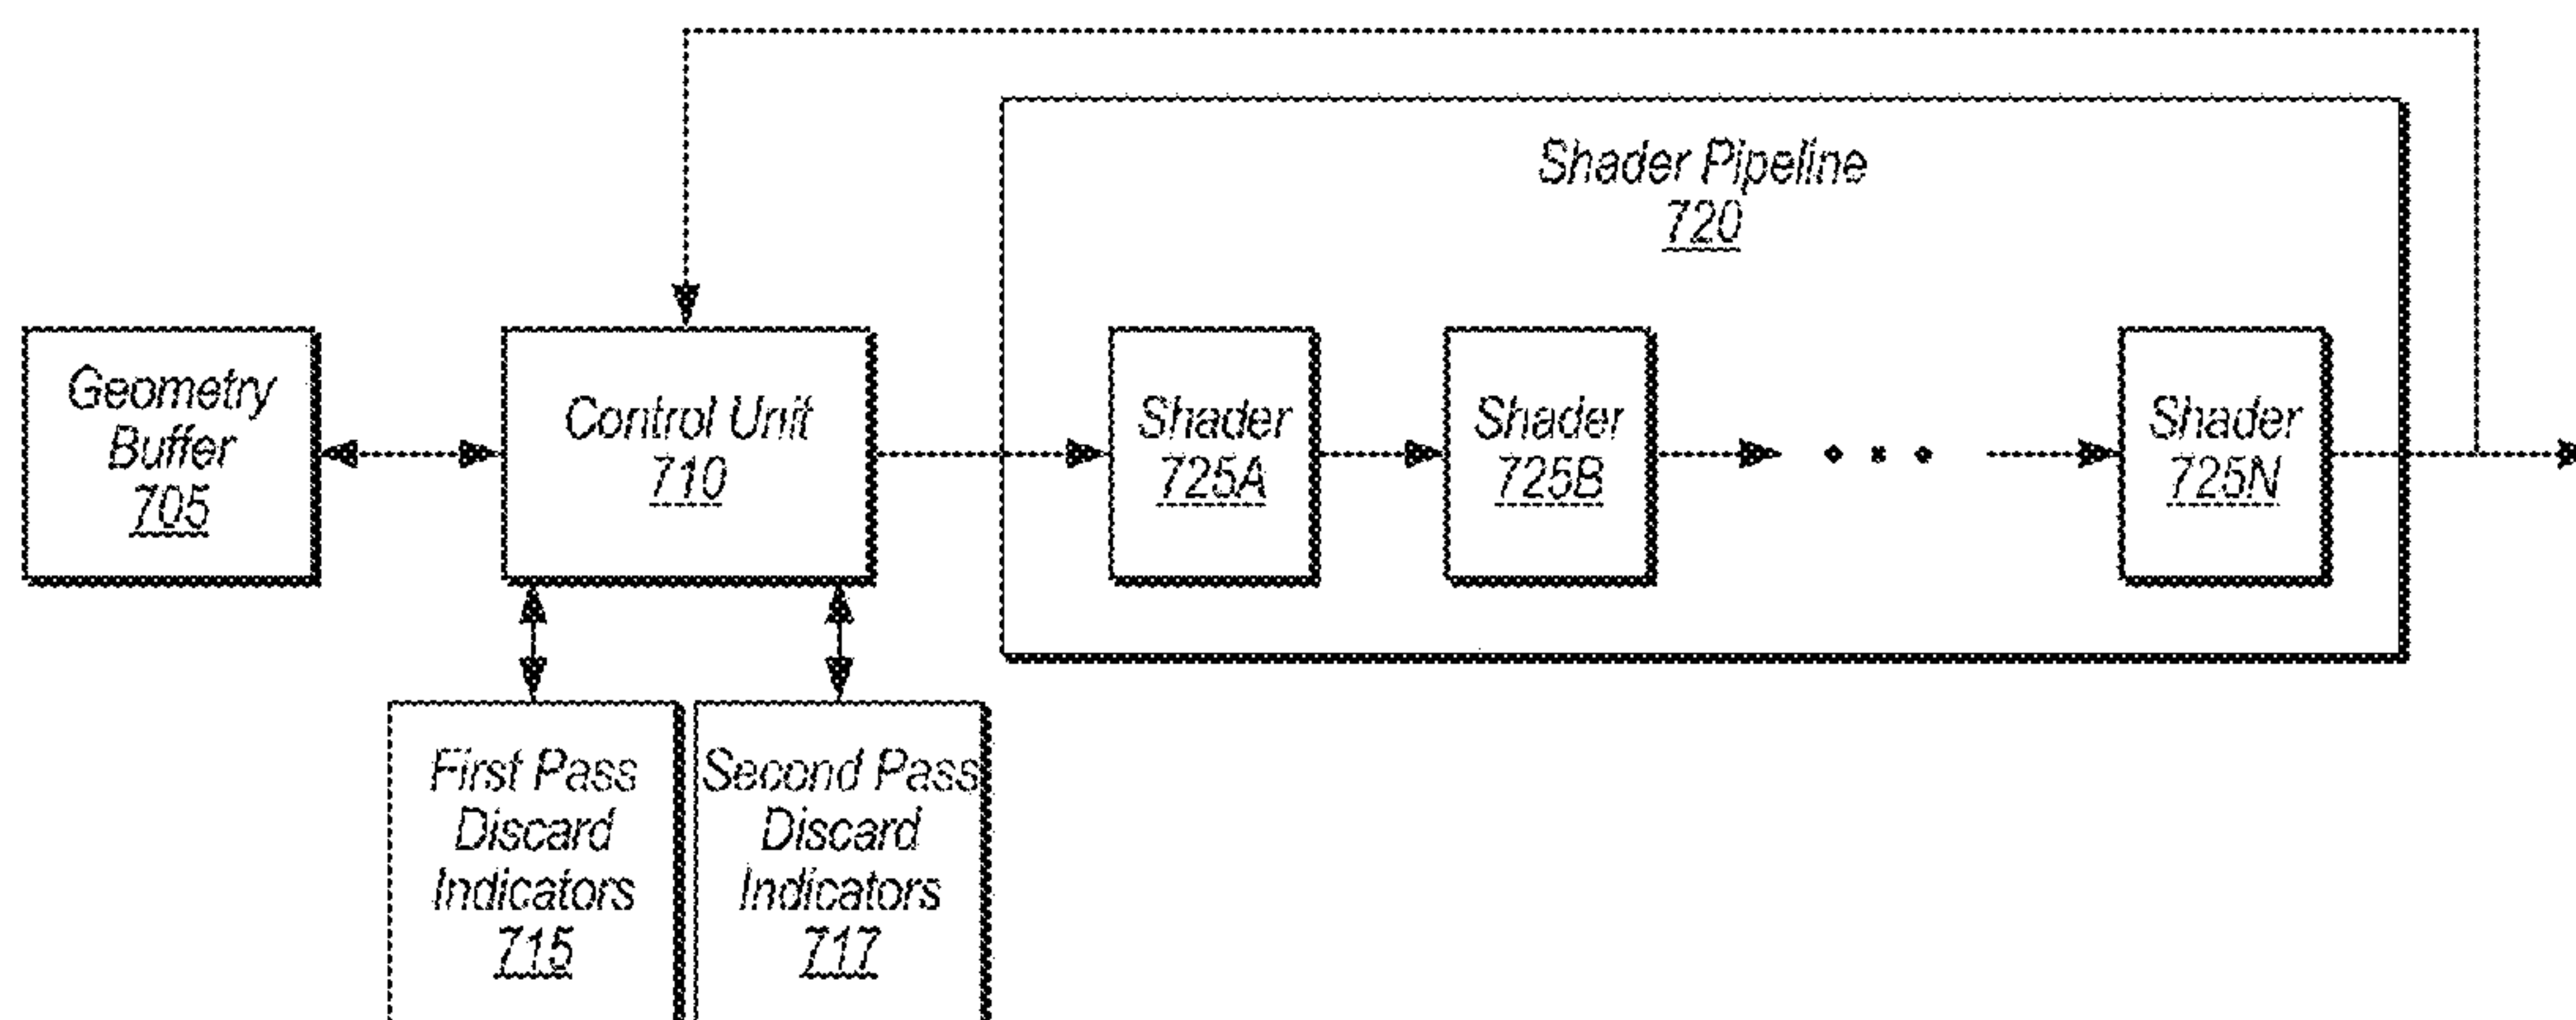 Shader Pipeline
720
Geometry
Buffer
705
Control Unit
710
Shader
725A
Shader
725B
Shader
725N
First Pass
Discard
Indicators
715
Second Pass
Discard
Indicators
717